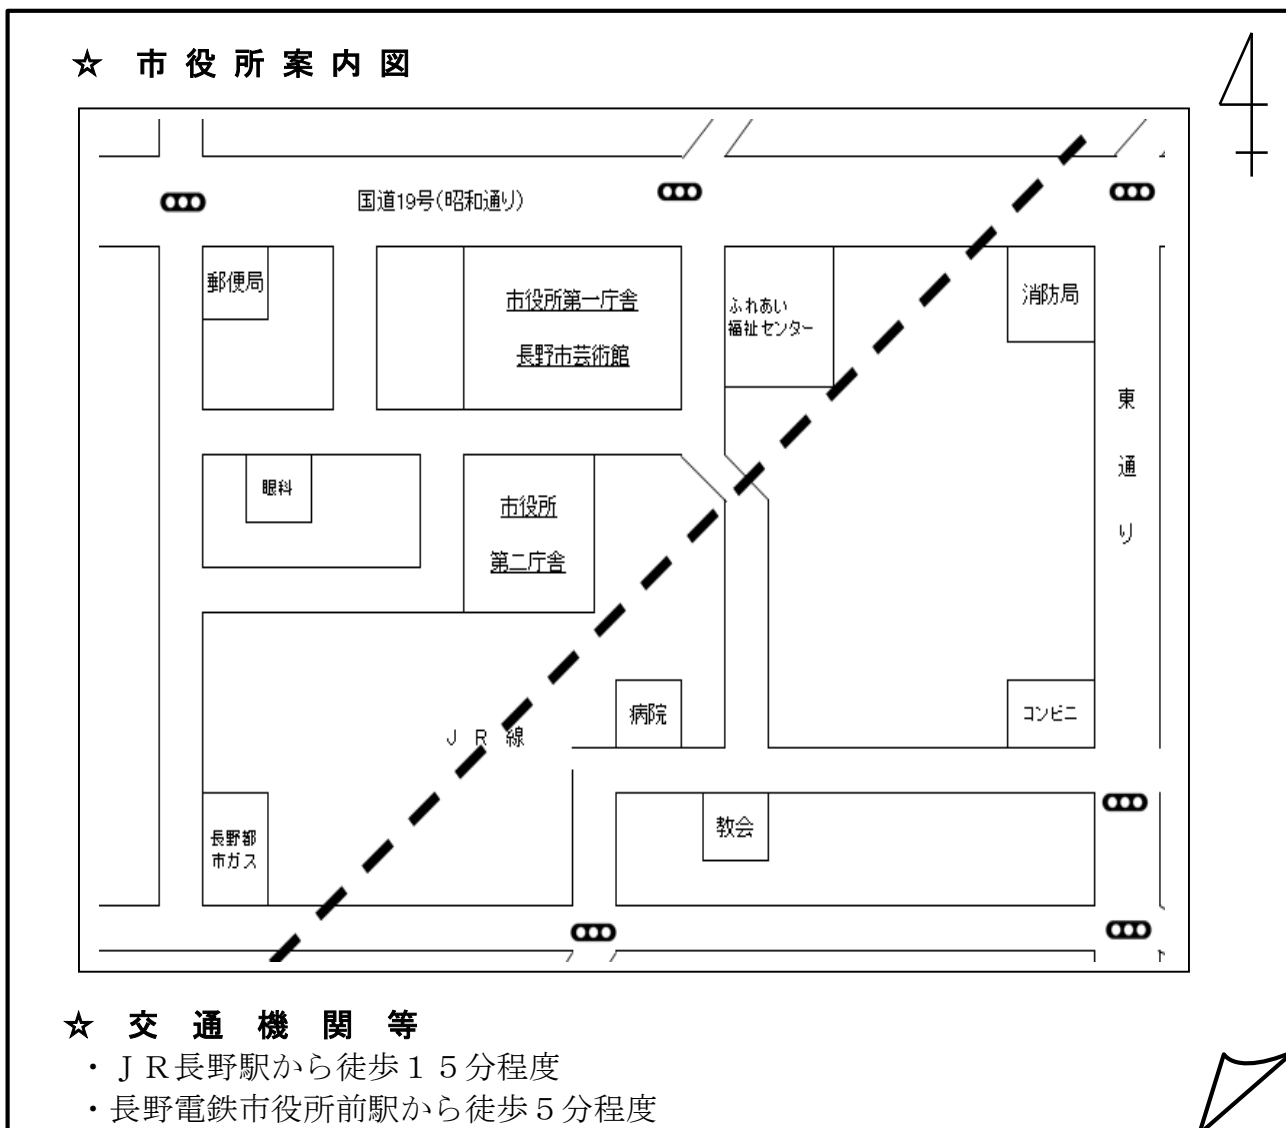 ☆ 市役所案内図
国道19号(昭和通り)
郵便局
市役所第一庁舎
長野市芸術館
ふれあい
福祉センター
消防局
東通り
眼科
市役所
第二庁舎
病院
コンビニ
ＪＲ線
長野都
市ガス
教会
☆ 交通機関等
・ＪＲ長野駅から徒歩１５分程度
・長野電鉄市役所前駅から徒歩５分程度